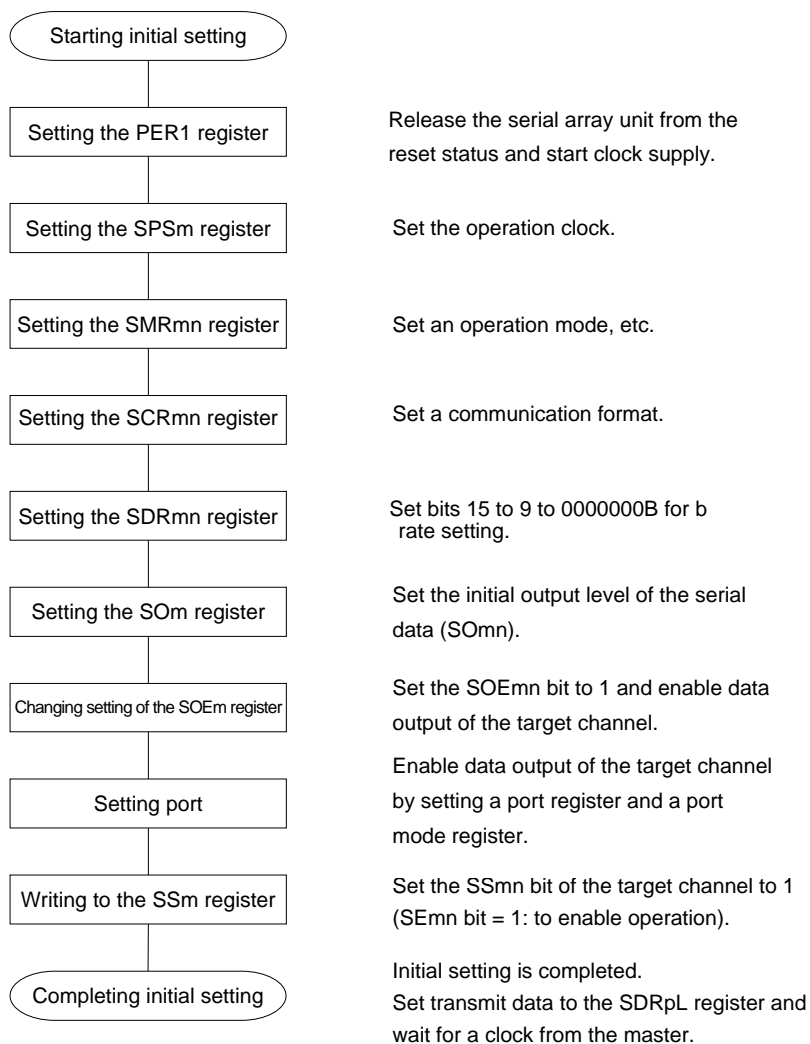 Starting initial setting
Setting the PER1 register
Release the serial array unit from the
reset status and start clock supply.
Setting the SPSm register
Set the operation clock.
Setting the SMRmn register
Set an operation mode, etc.
Setting the SCRmn register
Set a communication format.
Setting the SDRmn register
Set bits 15 to 9 to 0000000B for b
rate setting.
Setting the SOm register
Set the initial output level of the serial
data (SOmn).
Changing setting of the SOEm register
Set the SOEmn bit to 1 and enable data
output of the target channel.
Setting port
Enable data output of the target channel
by setting a port register and a port
mode register.
Writing to the SSm register
Set the SSmn bit of the target channel to 1
(SEmn bit = 1: to enable operation).
Completing initial setting
Initial setting is completed.
Set transmit data to the SDRpL register and
wait for a clock from the master.